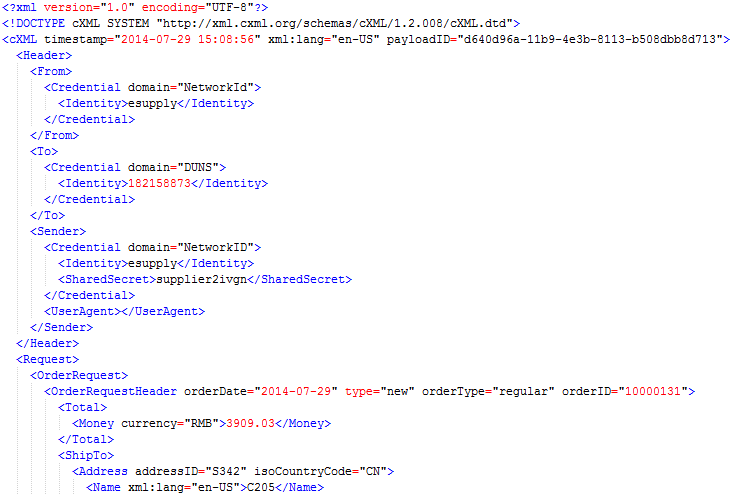 <?xml version="1.0" encoding="UTF-8"?>
<!DOCTYPE cXML SYSTEM "http://xml.cxml.org/schemas/cXML/1.2.008/cXML.dtd">
<cXML timestamp="2014-07-29 15:08:56" xml:lang="en-US" payloadID="d640d96a-11b9-4e3b-8113-b508dbb8d713">
<Header>
<From>
<Credential domain="NetworkId">
<Identity>esupply</Identity>
</Credential>
</From>
<To>
<Credential domain="DUNS">
<Identity>182158873</Identity>
</Credential>
</To>
<Sender>
<Credential domain="NetworkID">
<Identity>esupply</Identity>
<SharedSecret>supplier2ivgn</SharedSecret>
</Credential>
<UserAgent></UserAgent>
</Sender>
</Header>
<Request>
<OrderRequest>
<OrderRequestHeader orderDate="2014-07-29" type="new" orderType="regular" orderID="10000131">
<Total>
<Money currency="RMB">3909.03</Money>
</Total>
<ShipTo>
<Address addressID="S342" isoCountryCode="CN">
<Name xml:lang="en-US">C205</Name>